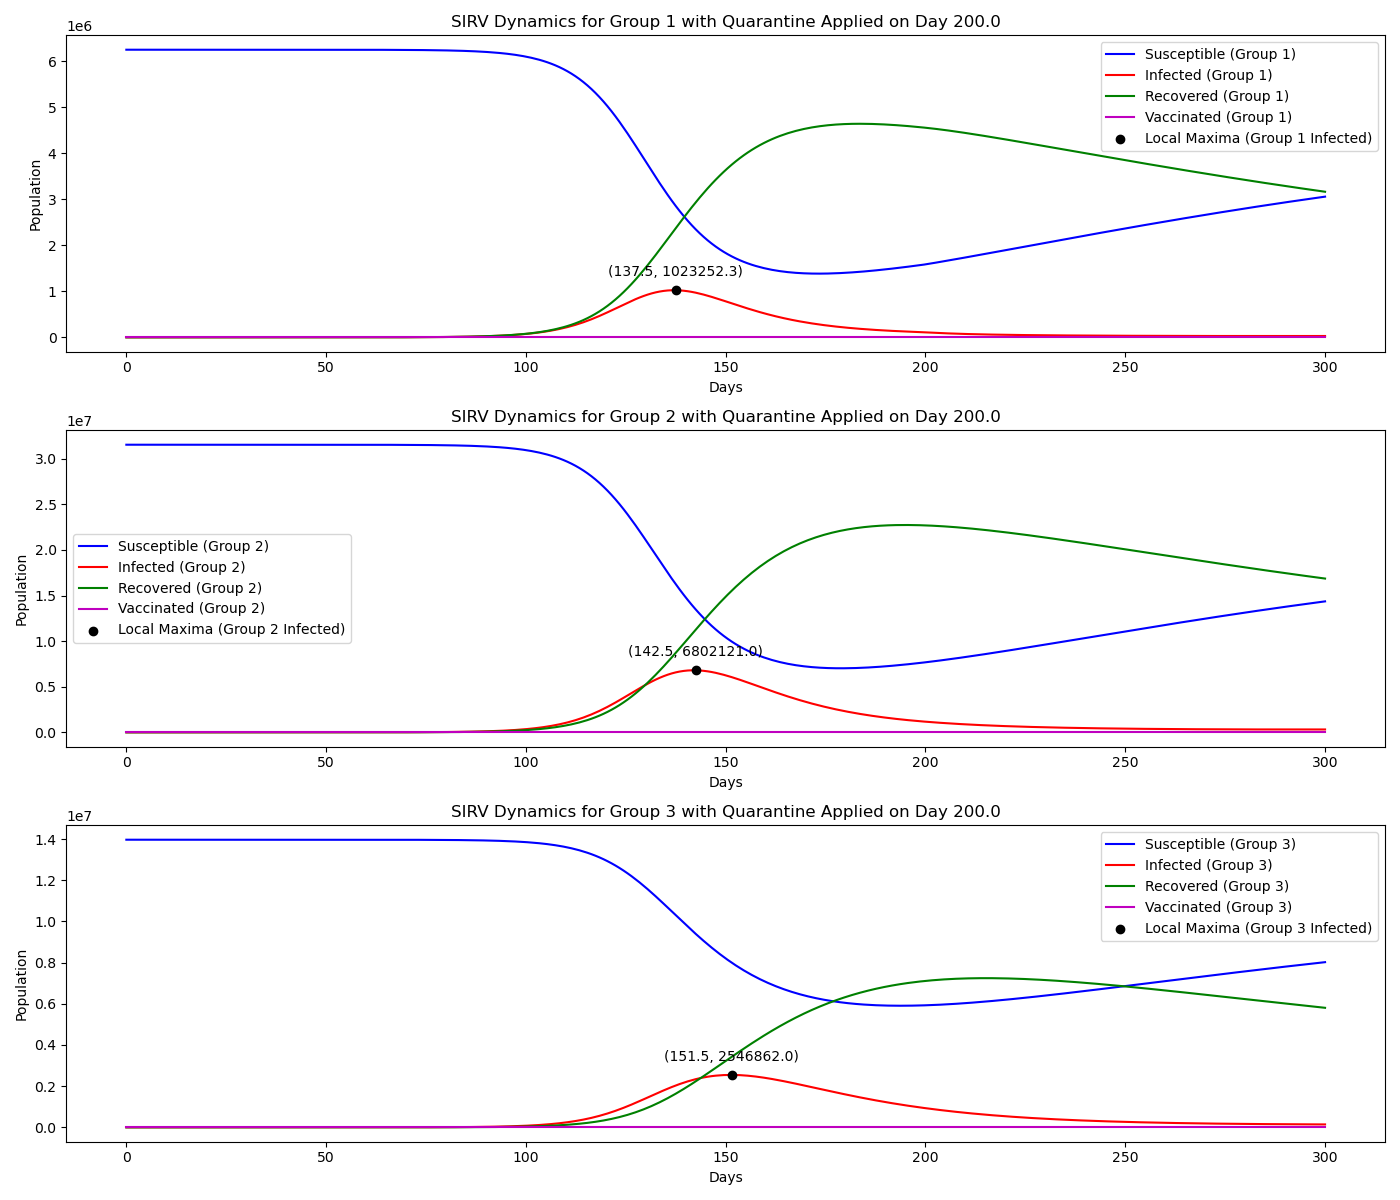 SIRV Dynamics for Group 1 with Quarantine Applied on Day 200.0
1e6
6
5
4
3
2
1
0
Population
Susceptible (Group 1)
Infected (Group 1)
Recovered (Group 1)
Vaccinated (Group 1)
Local Maxima (Group 1 Infected)
(137.5, 1023252.3)
0 50 100 150 200 250 300
Days
SIRV Dynamics for Group 2 with Quarantine Applied on Day 200.0
1e7
3.0
2.5
2.0
1.5
1.0
0.5
0.0
Population
Susceptible (Group 2)
Infected (Group 2)
Recovered (Group 2)
Vaccinated (Group 2)
Local Maxima (Group 2 Infected)
(142.5, 6802121.0)
0 50 100 150 200 250 300
Days
SIRV Dynamics for Group 3 with Quarantine Applied on Day 200.0
1e7
1.4
1.2
1.0
0.8
0.6
0.4
0.2
0.0
Population
Susceptible (Group 3)
Infected (Group 3)
Recovered (Group 3)
Vaccinated (Group 3)
Local Maxima (Group 3 Infected)
(151.5, 2546862.0)
0 50 100 150 200 250 300
Days